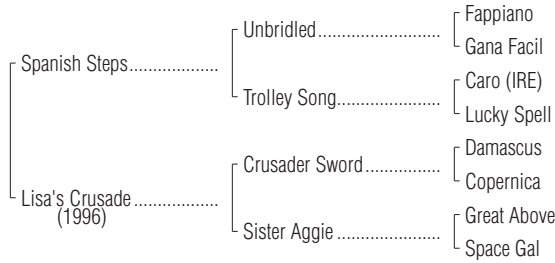 Fappiano
Unbridled
Gana Facil
Spanish Steps
Caro (IRE)
Trolley Song
Lucky Spell
Damascus
Crusader Sword
Copernica
Lisa's Crusade
(1996)
Great Above
Sister Aggie
Space Gal